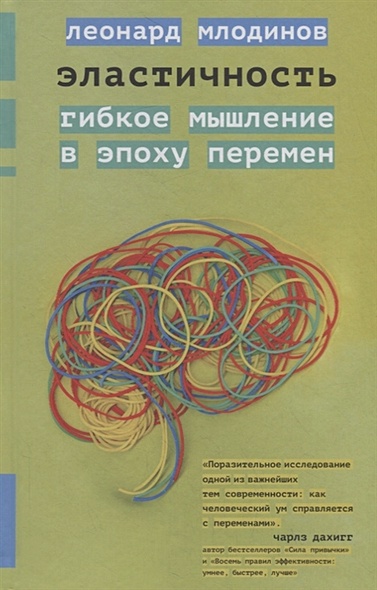 леонард млодинов
эластичность
гибкое мышление
в эпоху перемен
«Поразительное исследование
одной из важнейших
тем современности: как
человеческий ум справляется
с переменами».
чарлз дахигг
автор бестселлеров «Сила привычки»
и «Восемь правил эффективности:
умнее, быстрее, лучше»